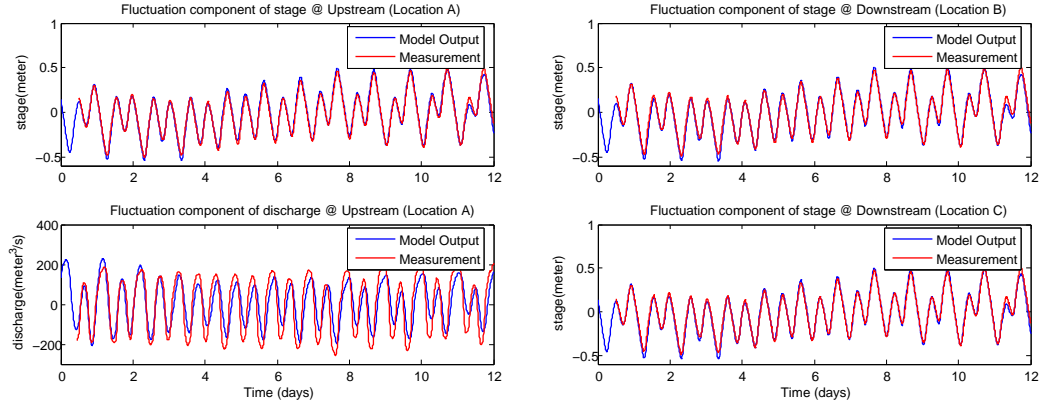 Fluctuation component of stage @ Upstream (Location A)
stage(meter)
1
0.5
0
−0.5
0 2 4 6 8 10 12
Model Output
Measurement
Fluctuation component of stage @ Downstream (Location B)
stage(meter)
1
0.5
0
−0.5
0 2 4 6 8 10 12
Model Output
Measurement
Fluctuation component of discharge @ Upstream (Location A)
discharge(meter³/s)
400
200
0
−200
0 2 4 6 8 10 12
Time (days)
Model Output
Measurement
Fluctuation component of stage @ Downstream (Location C)
stage(meter)
1
0.5
0
−0.5
0 2 4 6 8 10 12
Time (days)
Model Output
Measurement